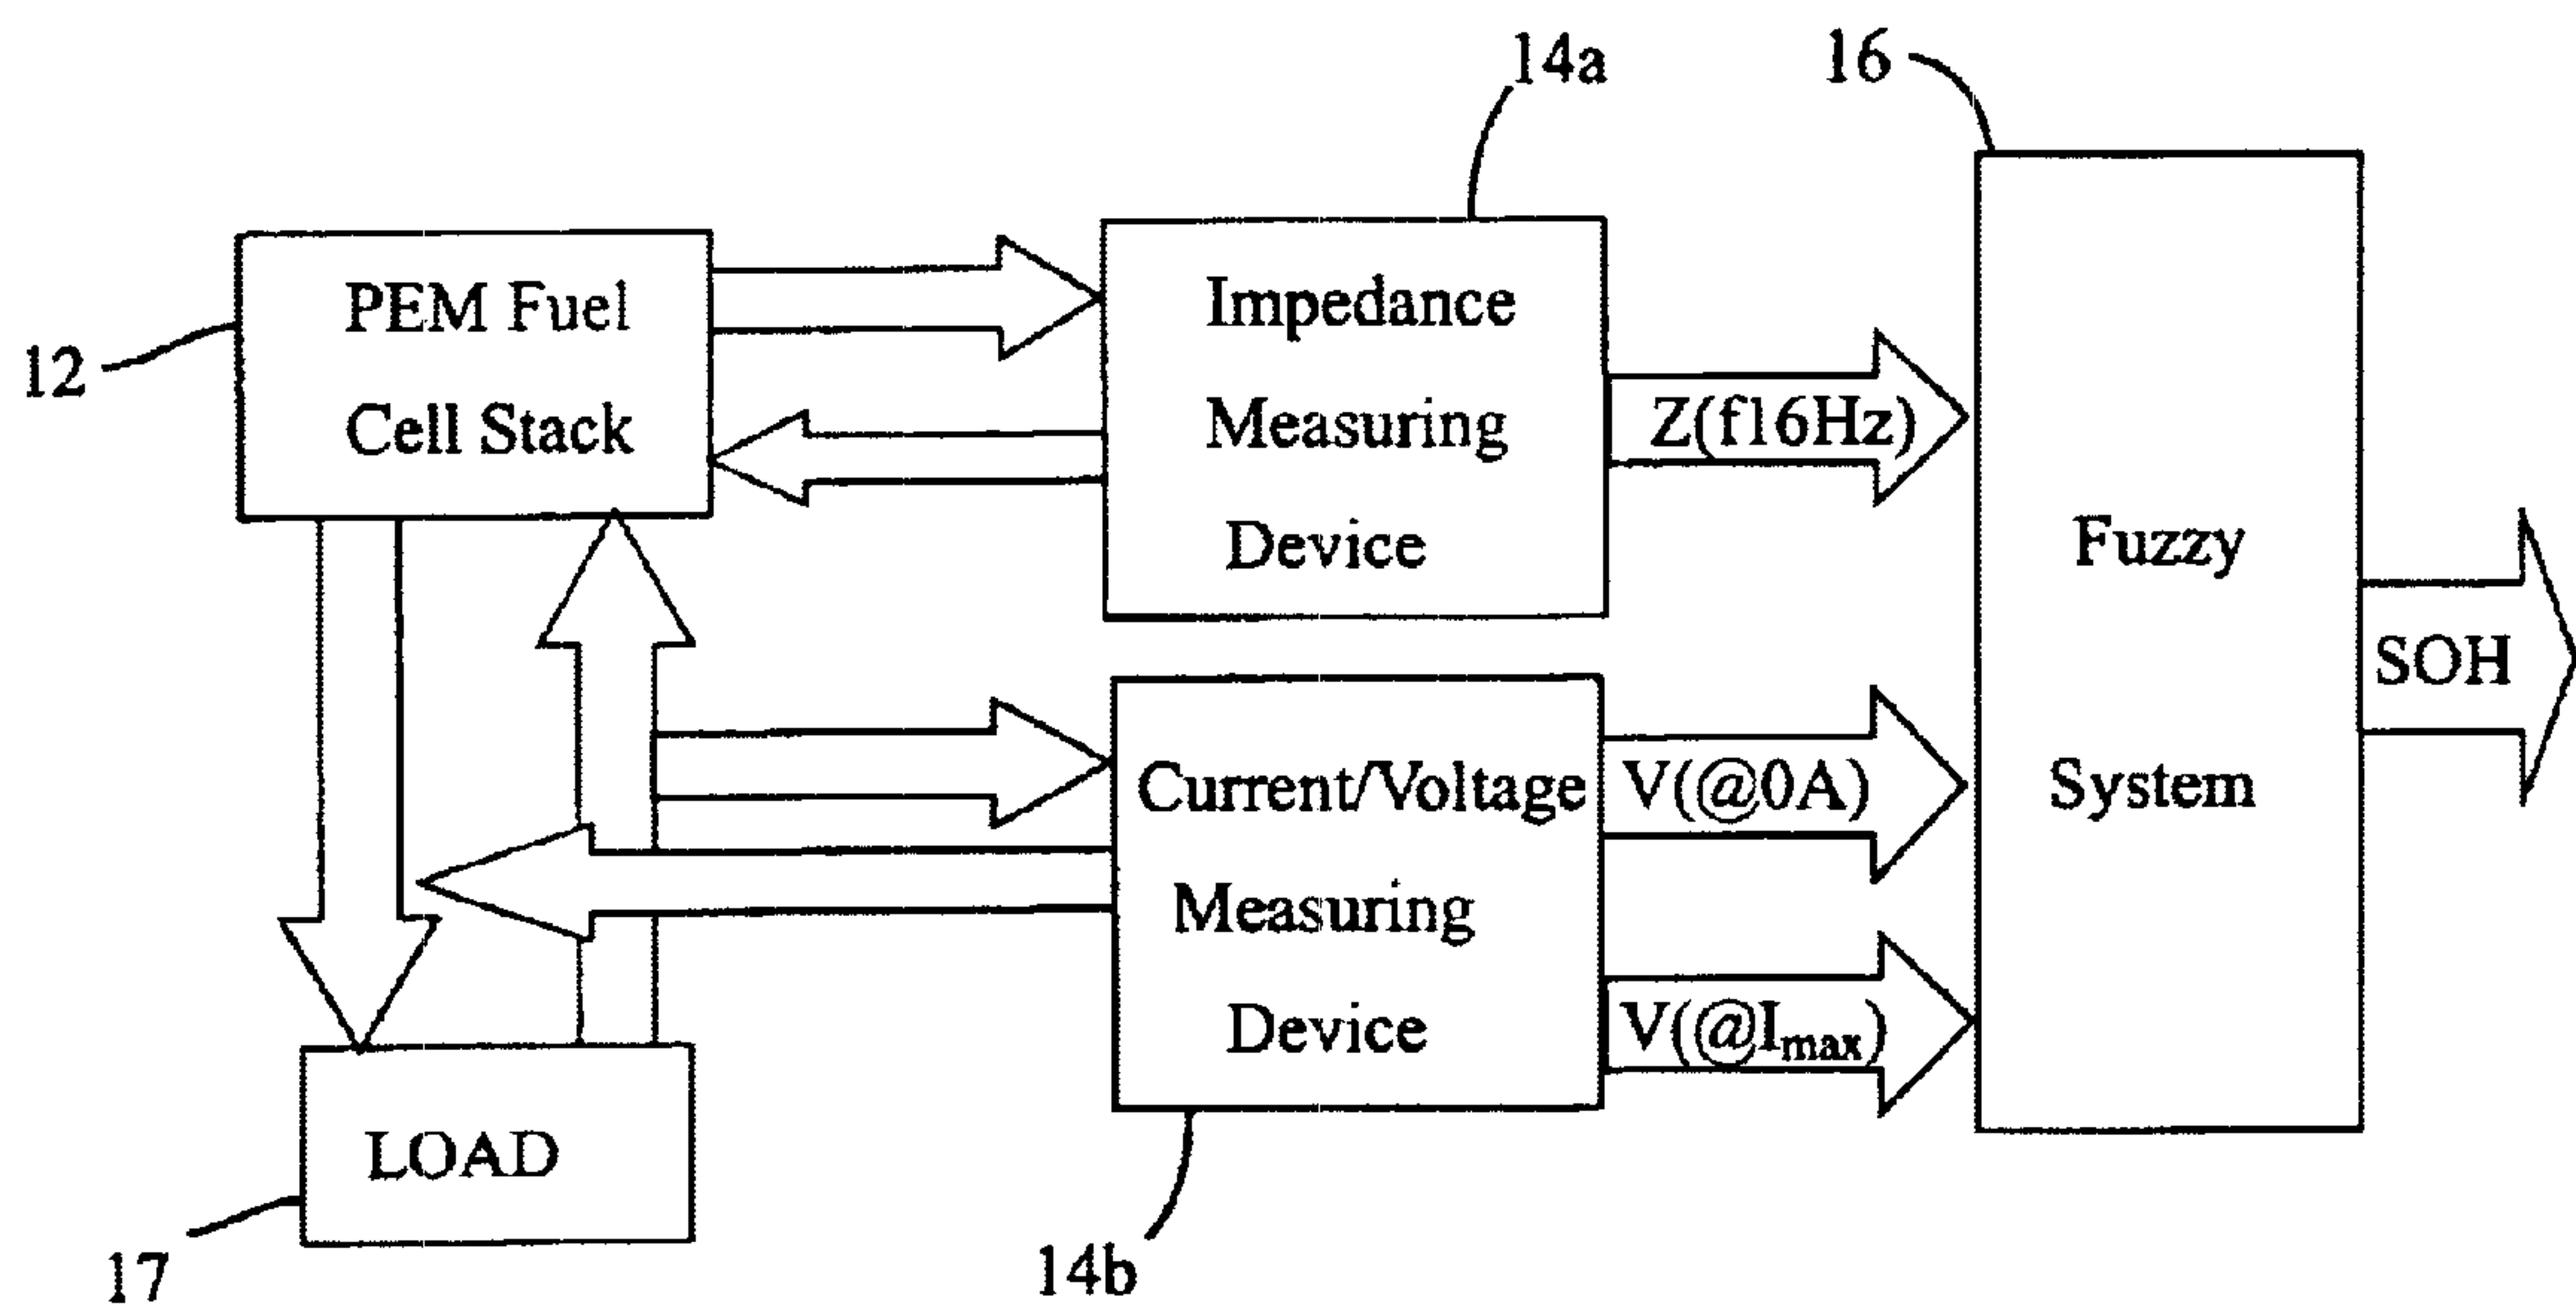 14a
16
12
PEM Fuel
Cell Stack
Impedance
Measuring
Device
Z(f16Hz)
Fuzzy
System
SOH
Current/Voltage
Measuring
Device
V(@0A)
V(@Imax)
LOAD
17
14b